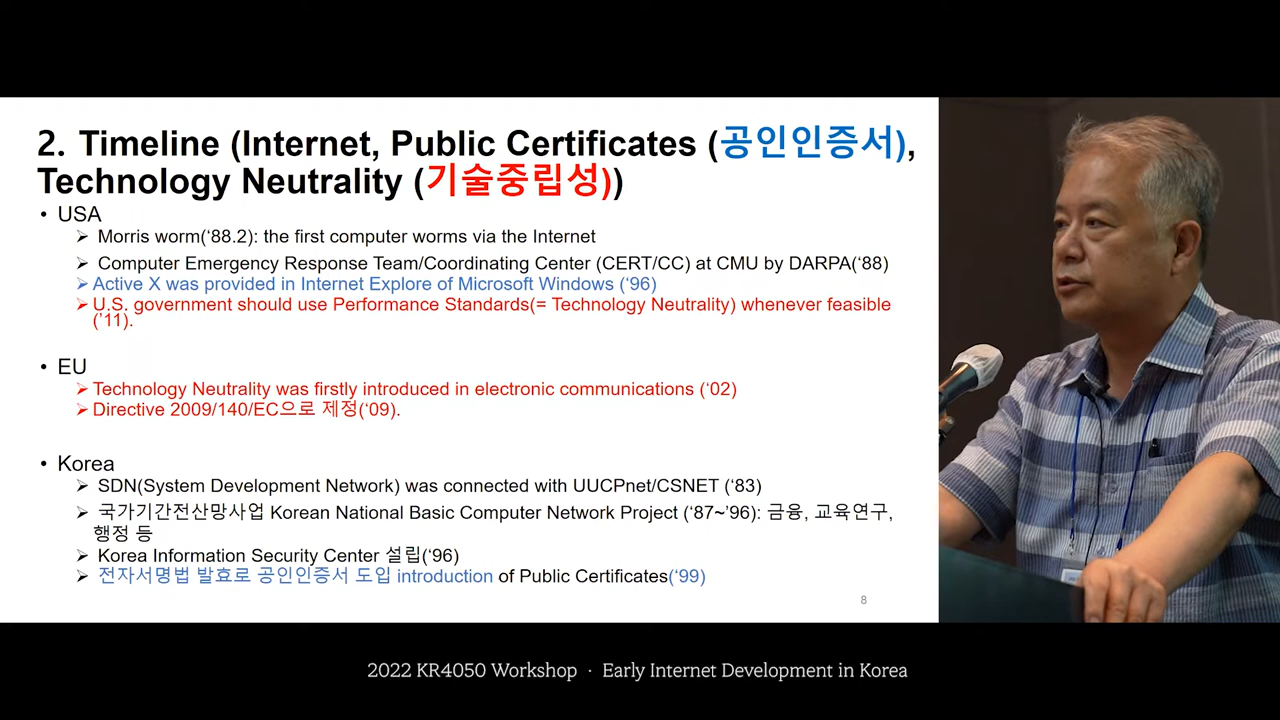 2. Timeline (Internet, Public Certificates (공인인증서),
Technology Neutrality (기술중립성))
• USA
➢ Morris worm(‘88.2): the first computer worms via the Internet
➢ Computer Emergency Response Team/Coordinating Center (CERT/CC) at CMU by DARPA(‘88)
➢ Active X was provided in Internet Explore of Microsoft Windows (‘96)
➢ U.S. government should use Performance Standards(= Technology Neutrality) whenever feasible
(’11).
• EU
➢ Technology Neutrality was firstly introduced in electronic communications (‘02)
➢ Directive 2009/140/EC으로 제정(‘09).
• Korea
➢ SDN(System Development Network) was connected with UUCPnet/CSNET (‘83)
➢ 국가기간전산망사업 Korean National Basic Computer Network Project (‘87~’96): 금융, 교육연구,
행정 등
➢ Korea Information Security Center 설립(‘96)
➢ 전자서명법 발효로 공인인증서 도입 introduction of Public Certificates(‘99)
8
2022 KR4050 Workshop · Early Internet Development in Korea